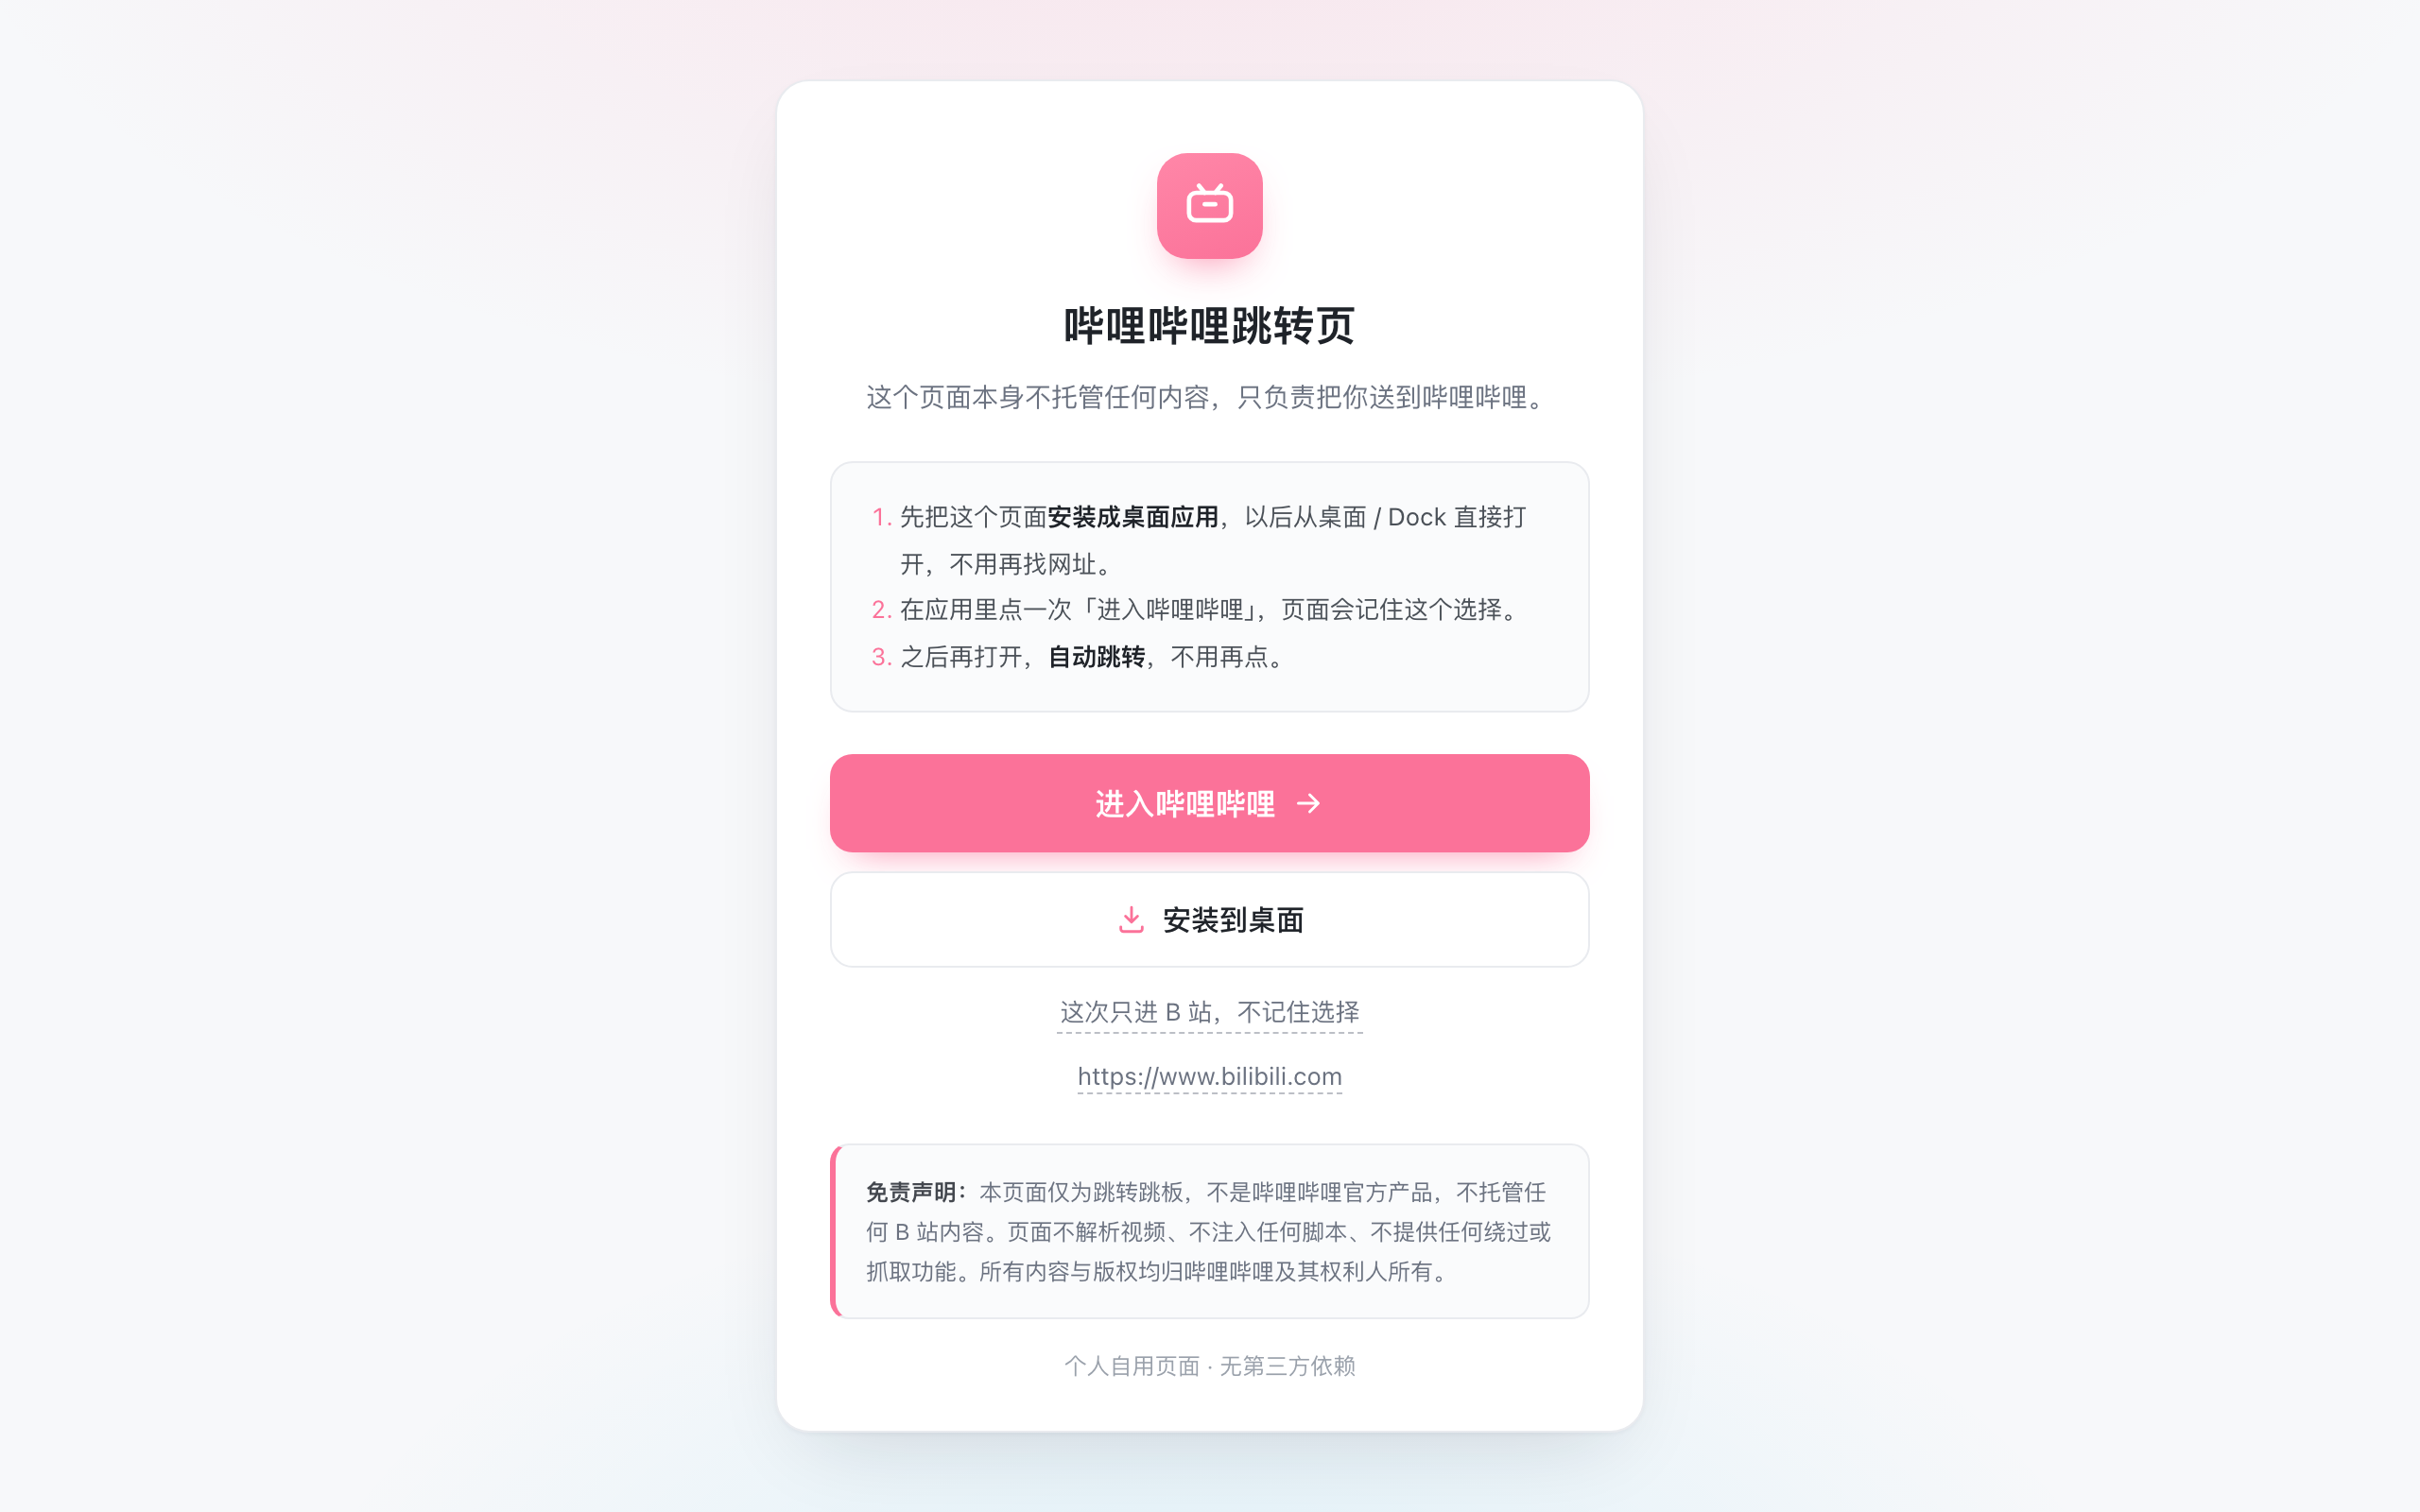 哔哩哔哩跳转页
这个页面本身不托管任何内容，只负责把你送到哔哩哔哩。
1. 先把这个页面安装成桌面应用，以后从桌面 / Dock 直接打
开，不用再找网址。
2. 在应用里点一次「进入哔哩哔哩」，页面会记住这个选择。
3. 之后再打开，自动跳转，不用再点。
进入哔哩哔哩 →
安装到桌面
这次只进 B 站，不记住选择
https://www.bilibili.com
免责声明：本页面仅为跳转跳板，不是哔哩哔哩官方产品，不托管任
何 B 站内容。页面不解析视频、不注入任何脚本、不提供任何绕过或
抓取功能。所有内容与版权均归哔哩哔哩及其权利人所有。
个人自用页面 · 无第三方依赖